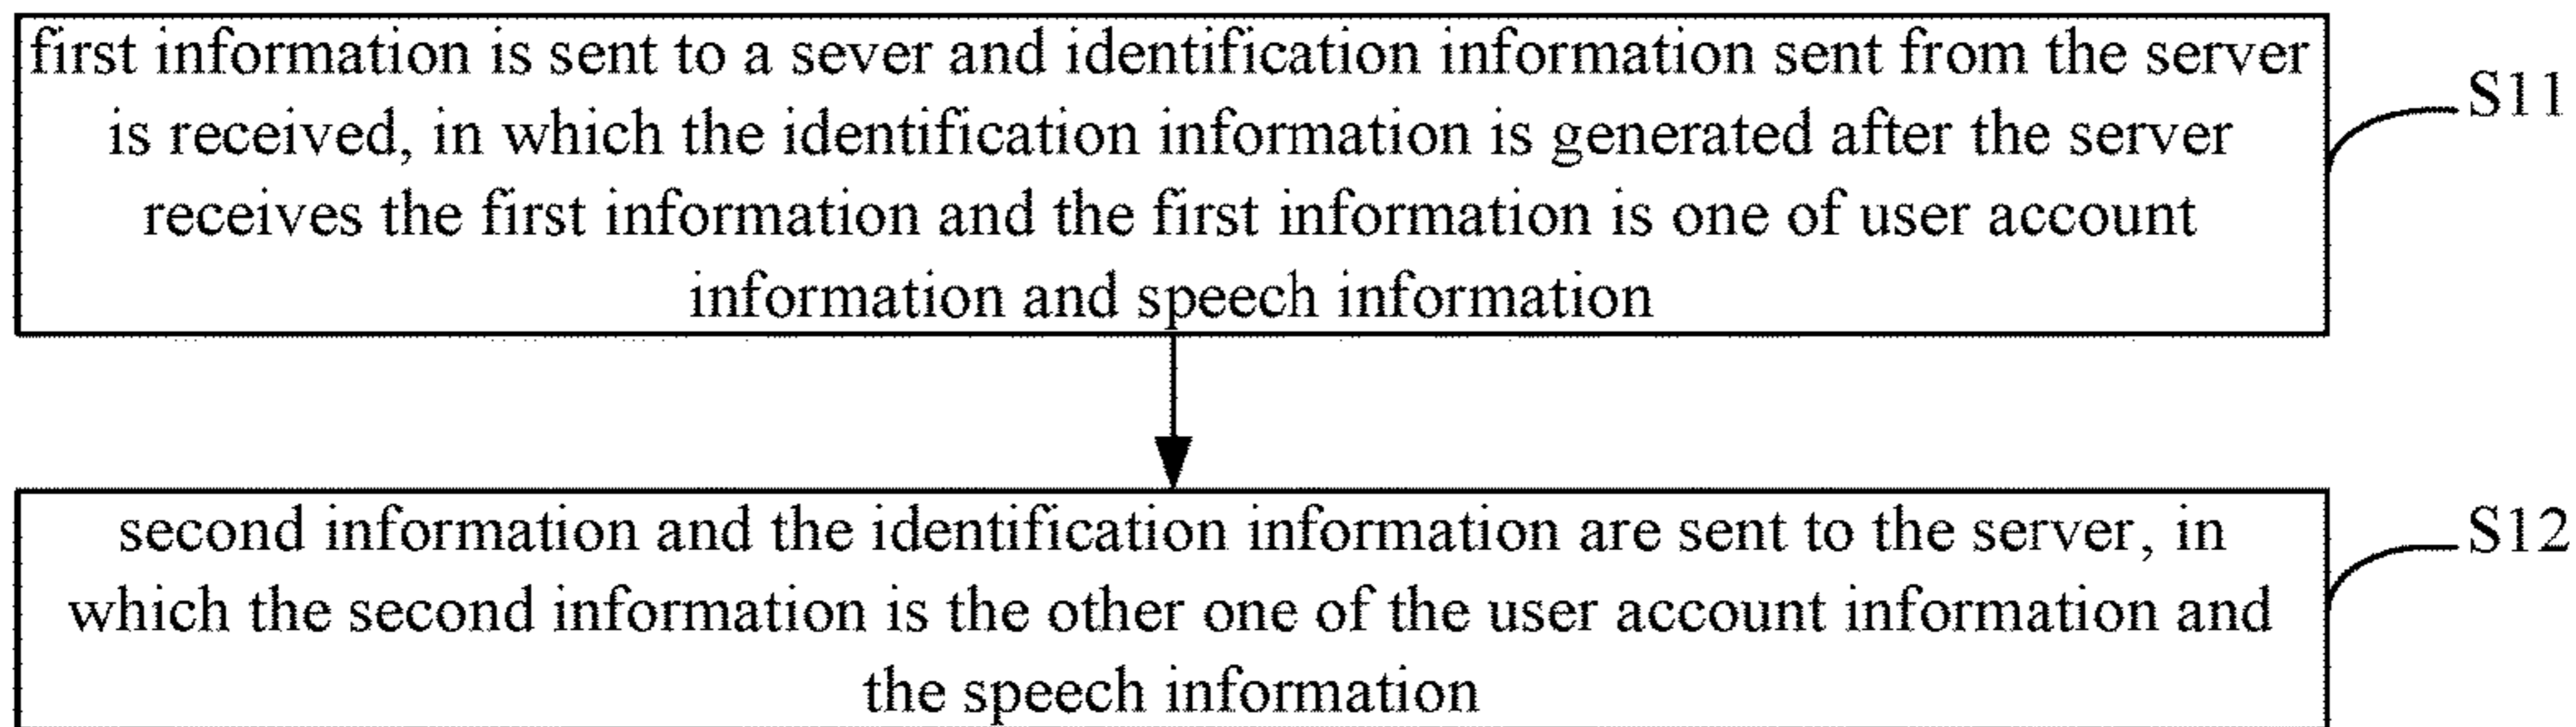 first information is sent to a sever and identification information sent from the server
is received, in which the identification information is generated after the server
receives the first information and the first information is one of user account
information and speech information
S11
second information and the identification information are sent to the server, in
which the second information is the other one of the user account information and
the speech information
S12